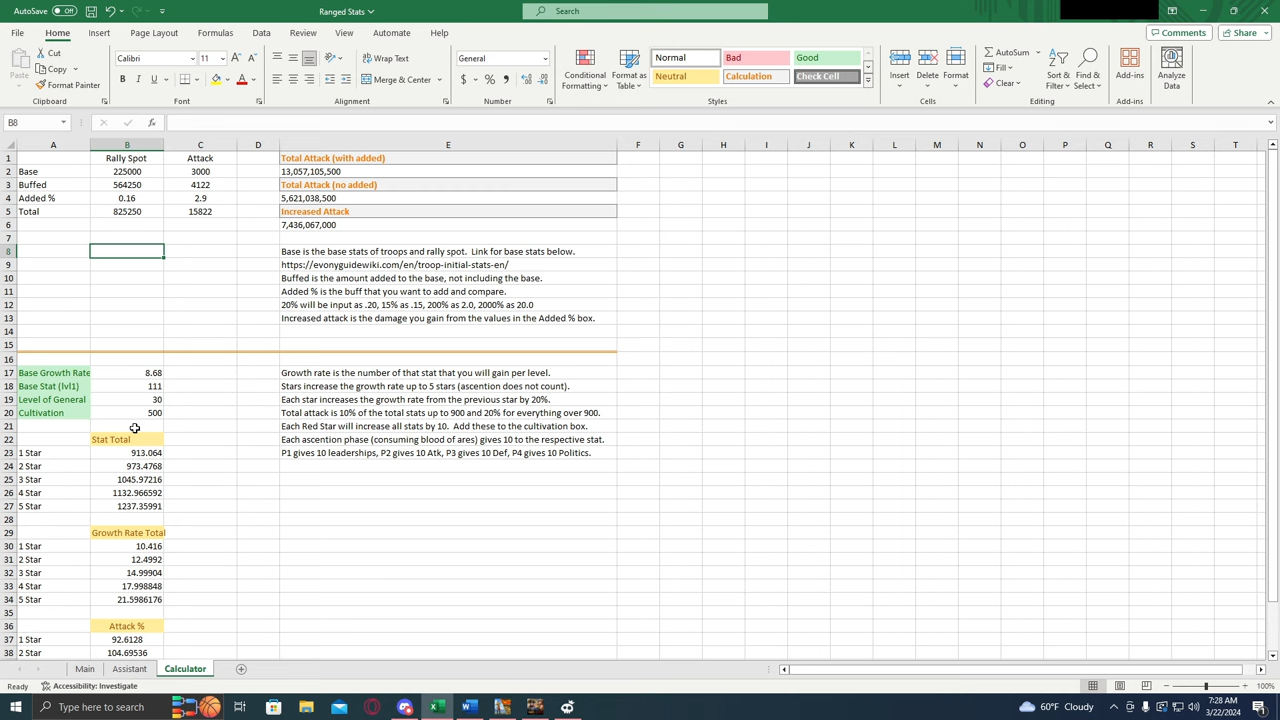 AutoSave Off Ranged Stats Search
File Home Insert Page Layout Formulas Data Review View Automate Help Comments Share
Paste Cut Copy Format Painter Clipboard
Calibri 11 B I U Font
Wrap Text Merge & Center Alignment
General $ % Number
Conditional Formatting Format as Table Normal Bad Good Neutral Calculation Check Cell Styles
Insert Delete Format Cells
AutoSum Fill Clear Sort & Filter Find & Select Editing
Add-ins Add-ins
Analyze Data
B8 fx
A B C D E F G H I J K L M N O P Q R S T
1 Rally Spot Attack Total Attack (with added)
2 Base 225000 3000 13,057,105,500
3 Buffed 564250 4122 Total Attack (no added)
4 Added % 0.16 2.9 5,621,038,500
5 Total 825250 15822 Increased Attack
6 7,436,067,000
7
8 Base is the base stats of troops and rally spot. Link for base stats below.
9 https://evonyguidewiki.com/en/troop-initial-stats-en/
10 Buffed is the amount added to the base, not including the base.
11 Added % is the buff that you want to add and compare.
12 20% will be input as .20, 15% as .15, 200% as 2.0, 2000% as 20.0
13 Increased attack is the damage you gain from the values in the Added % box.
14
15
16
17 Base Growth Rate 8.68 Growth rate is the number of that stat that you will gain per level.
18 Base Stat (lvl1) 111 Stars increase the growth rate up to 5 stars (ascention does not count).
19 Level of General 30 Each star increases the growth rate from the previous star by 20%.
20 Cultivation 500 Total attack is 10% of the total stats up to 900 and 20% for everything over 900.
21 Each Red Star will increase all stats by 10. Add these to the cultivation box.
22 Stat Total Each ascention phase (consuming blood of ares) gives 10 to the respective stat.
23 1 Star 913.064 P1 gives 10 leaderships, P2 gives 10 Atk, P3 gives 10 Def, P4 gives 10 Politics.
24 2 Star 973.4768
25 3 Star 1045.97216
26 4 Star 1132.966592
27 5 Star 1237.35991
28
29 Growth Rate Total
30 1 Star 10.416
31 2 Star 12.4992
32 3 Star 14.99904
33 4 Star 17.998848
34 5 Star 21.5986176
35
36 Attack %
37 1 Star 92.6128
38 2 Star 104.69536
Main Assistant Calculator
Ready Accessibility: Investigate 100%
Type here to search 60°F Cloudy 7:28 AM
3/22/2024